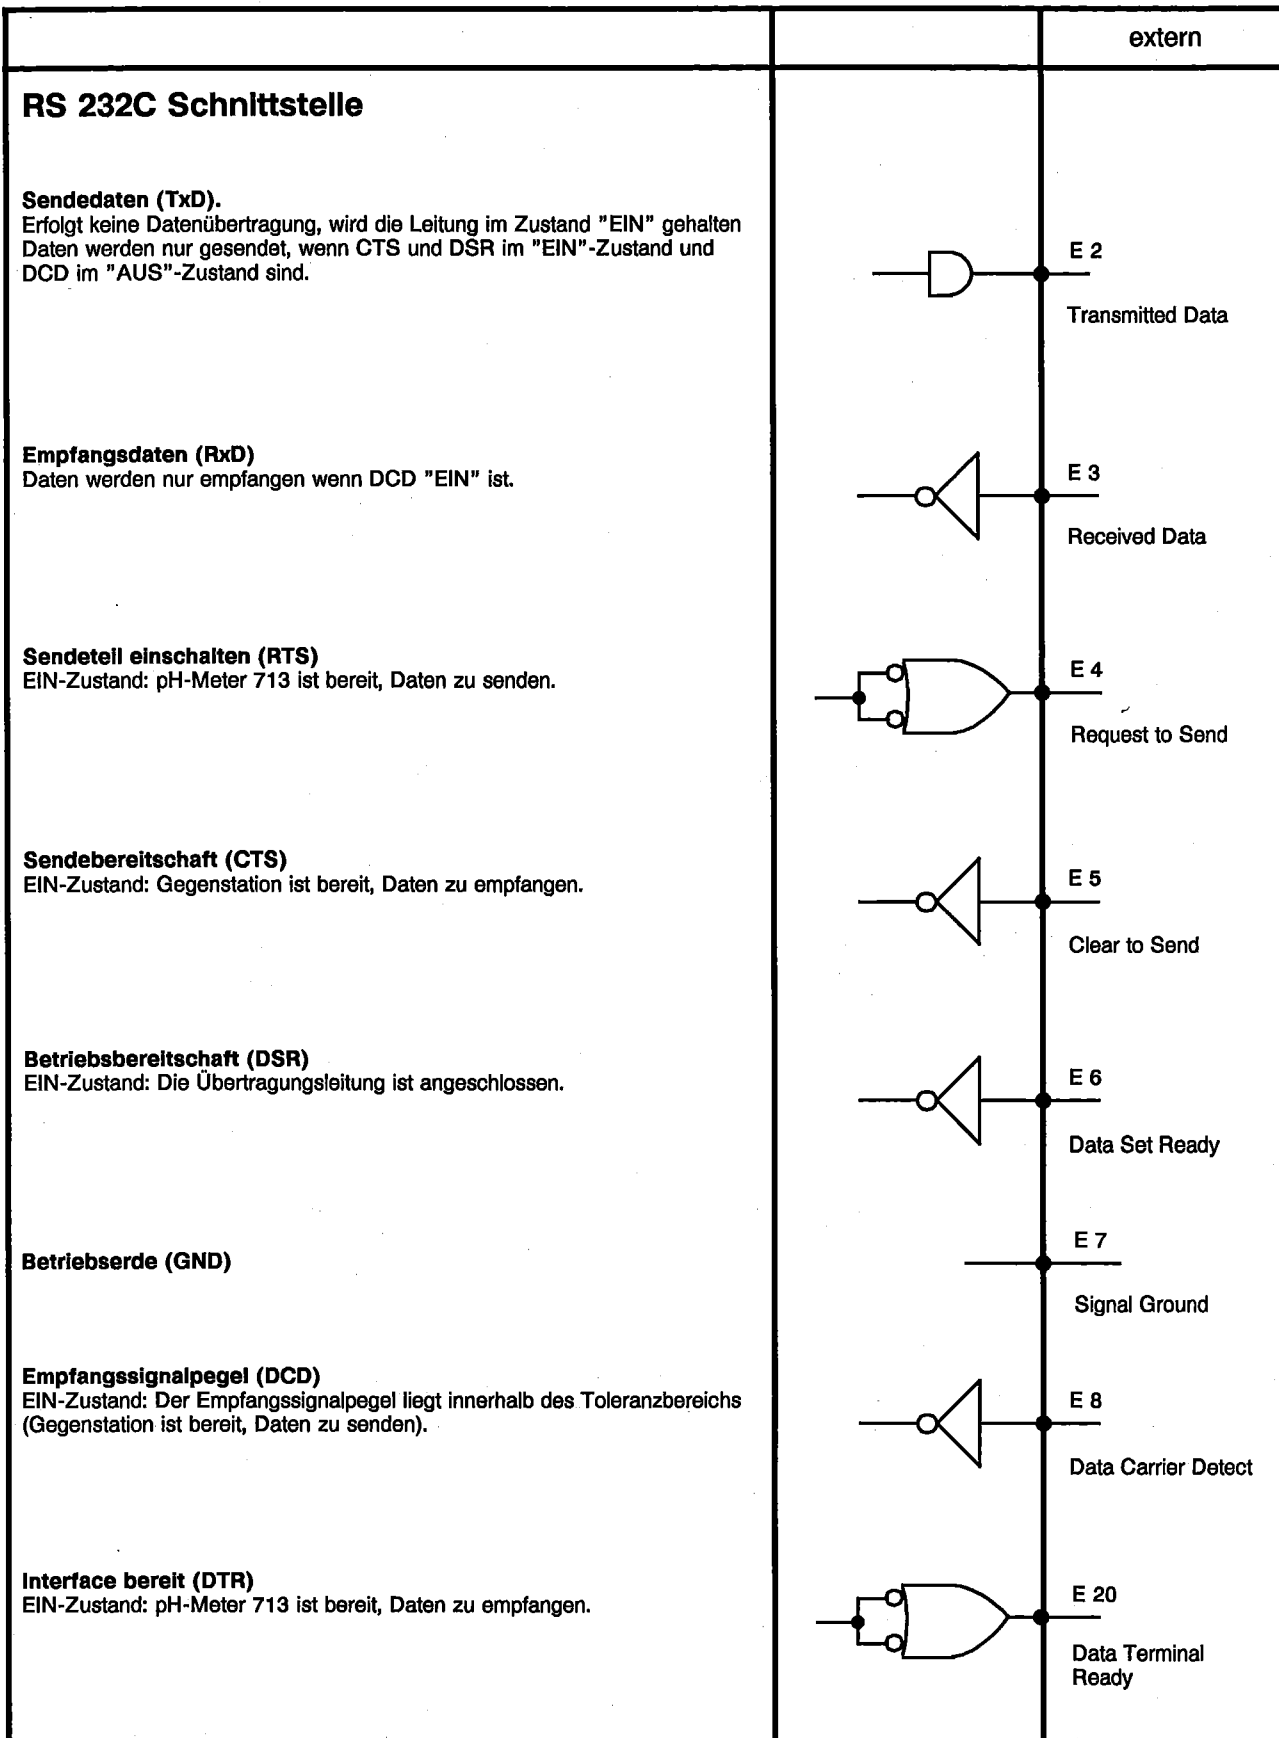 extern
RS 232C Schnittstelle
Sendedaten (TxD).
Erfolgt keine Datenübertragung, wird die Leitung im Zustand "EIN" gehalten
Daten werden nur gesendet, wenn CTS und DSR im "EIN"-Zustand und
DCD im "AUS"-Zustand sind.
E 2
Transmitted Data
Empfangsdaten (RxD)
Daten werden nur empfangen wenn DCD "EIN" ist.
E 3
Received Data
Sendeteil einschalten (RTS)
EIN-Zustand: pH-Meter 713 ist bereit, Daten zu senden.
E 4
Request to Send
Sendebereitschaft (CTS)
EIN-Zustand: Gegenstation ist bereit, Daten zu empfangen.
E 5
Clear to Send
Betriebsbereitschaft (DSR)
EIN-Zustand: Die Übertragungsleitung ist angeschlossen.
E 6
Data Set Ready
Betriebserde (GND)
E 7
Signal Ground
Empfangssignalpegel (DCD)
EIN-Zustand: Der Empfangssignalpegel liegt innerhalb des Toleranzbereichs
(Gegenstation ist bereit, Daten zu senden).
E 8
Data Carrier Detect
Interface bereit (DTR)
EIN-Zustand: pH-Meter 713 ist bereit, Daten zu empfangen.
E 20
Data Terminal
Ready